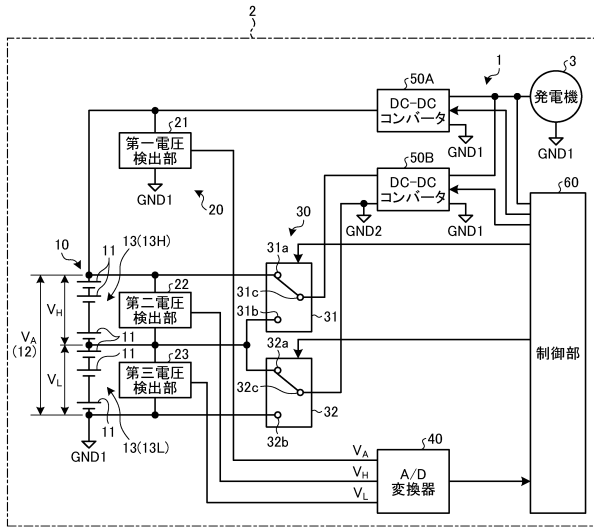 2
1
50A
3
DC-DC
コンバータ
発電機
GND1
GND1
21
第一電圧
検出部
GND1
20
50B
DC-DC
コンバータ
GND2
GND1
60
制御部
30
10
11
13(13H)
22
第二電圧
検出部
31a
31c
31b
31
V_H
V_A
(12)
11
11
23
第三電圧
検出部
32a
32c
32
32b
V_L
11
13(13L)
GND1
40
A/D
変換器
V_A
V_H
V_L